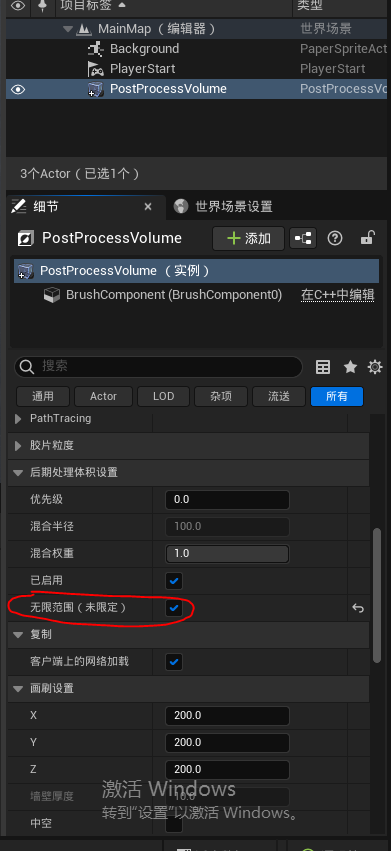 项目标签 类型
MainMap（编辑器） 世界场景
Background PaperSpriteAct
PlayerStart PlayerStart
PostProcessVolume PostProcessVo
3个Actor（已选1个）
细节 × 世界场景设置
PostProcessVolume 添加
PostProcessVolume（实例）
BrushComponent (BrushComponent0) 在C++中编辑
搜索
通用 Actor LOD 杂项 流送 所有
PathTracing
胶片粒度
后期处理体积设置
优先级 0.0
混合半径 100.0
混合权重 1.0
已启用
无限范围（未限定）
复制
客户端上的网络加载
画刷设置
X 200.0
Y 200.0
Z 200.0
激活 Windows
墙壁厚度
转到"设置"以激活 Windows。
中空